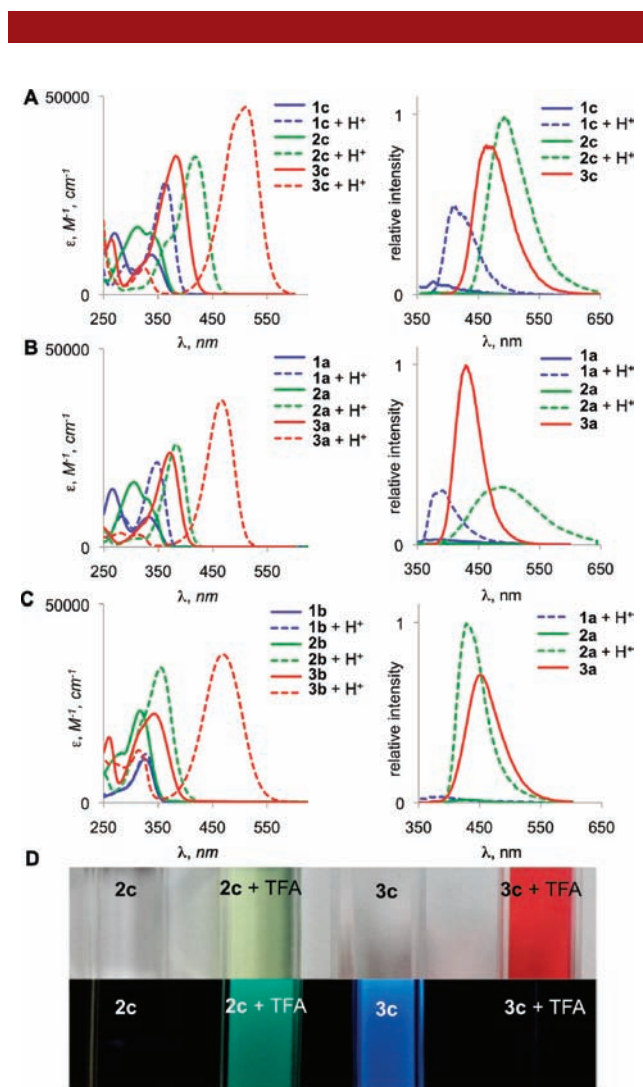 A
50000
ε, M⁻¹, cm⁻¹
0
250 350 450 550
λ, nm
1c
1c + H⁺
2c
2c + H⁺
3c
3c + H⁺
relative intensity
1
0
350 450 550 650
λ, nm
1c
1c + H⁺
2c
2c + H⁺
3c
B
50000
ε, M⁻¹, cm⁻¹
0
250 350 450 550
λ, nm
1a
1a + H⁺
2a
2a + H⁺
3a
3a + H⁺
relative intensity
1
0
350 450 550 650
λ, nm
1a
1a + H⁺
2a
2a + H⁺
3a
C
50000
ε, M⁻¹, cm⁻¹
0
250 350 450 550
λ, nm
1b
1b + H⁺
2b
2b + H⁺
3b
3b + H⁺
relative intensity
1
0
350 450 550 650
λ, nm
1a + H⁺
2a
2a + H⁺
3a
D
2c 2c + TFA 3c 3c + TFA
2c 2c + TFA 3c 3c + TFA